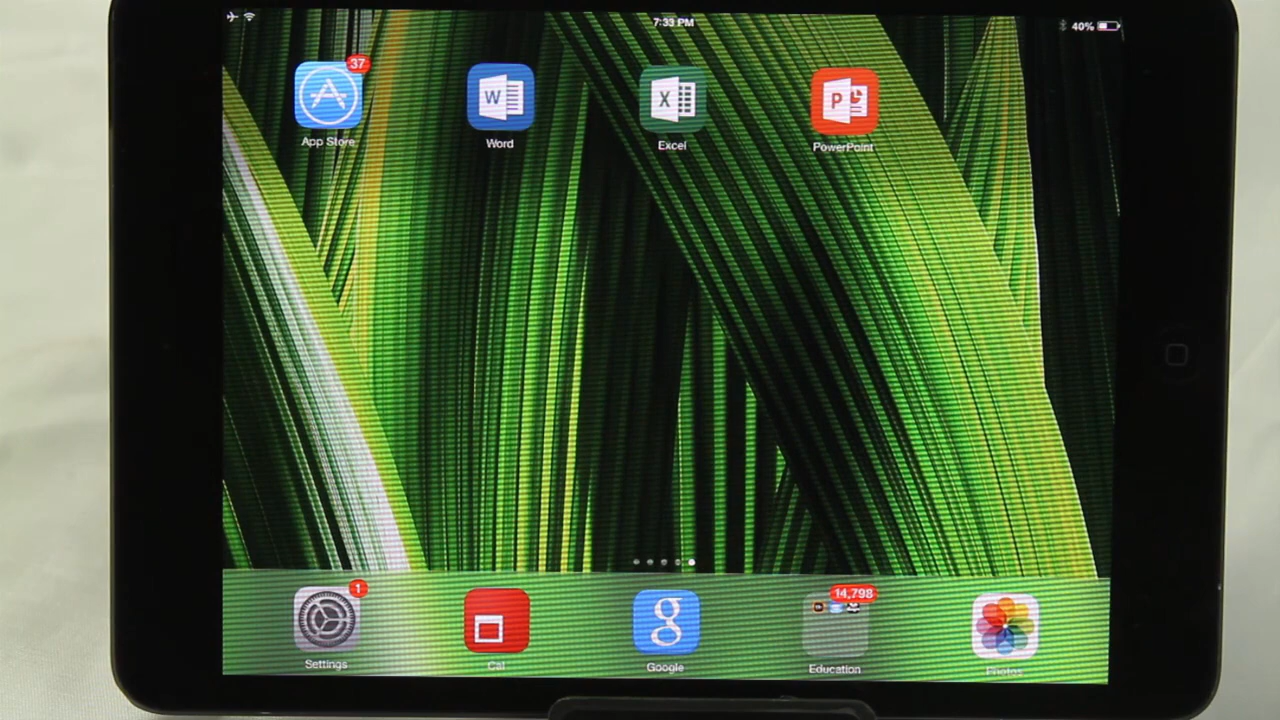 7:33 PM
40%
37
App Store
W
Word
X
Excel
P
PowerPoint
1
Settings
Cal
g
Google
14,798
Education
Photos